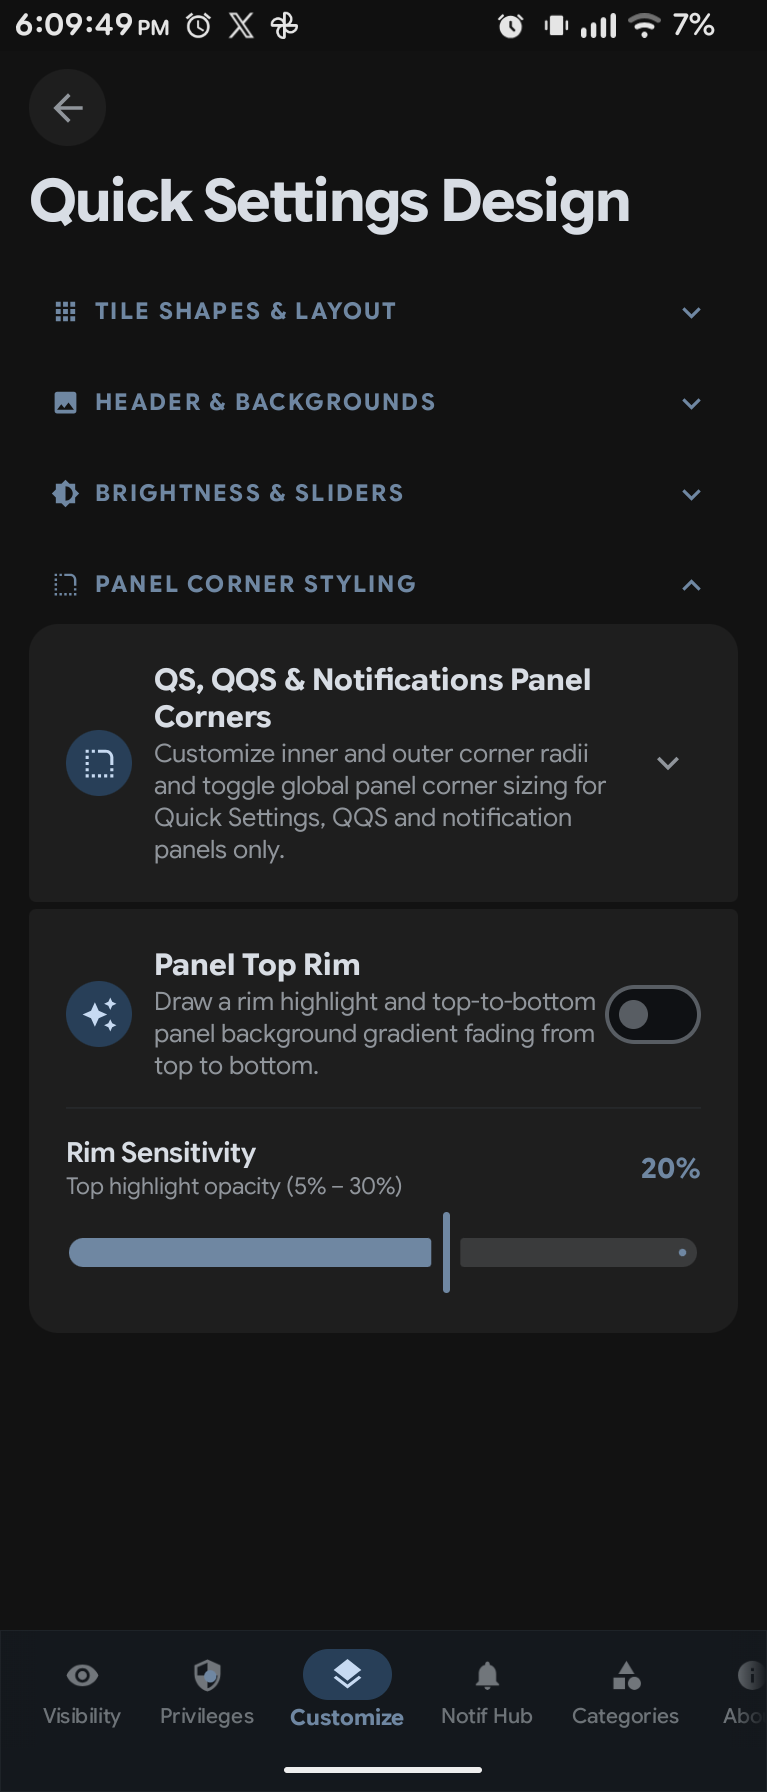 6:09:49 PM 7%
Quick Settings Design
TILE SHAPES & LAYOUT
HEADER & BACKGROUNDS
BRIGHTNESS & SLIDERS
PANEL CORNER STYLING
QS, QQS & Notifications Panel
Corners
Customize inner and outer corner radii
and toggle global panel corner sizing for
Quick Settings, QQS and notification
panels only.
Panel Top Rim
Draw a rim highlight and top-to-bottom
panel background gradient fading from
top to bottom.
Rim Sensitivity
20%
Top highlight opacity (5% – 30%)
Visibility Privileges Customize Notif Hub Categories Abo